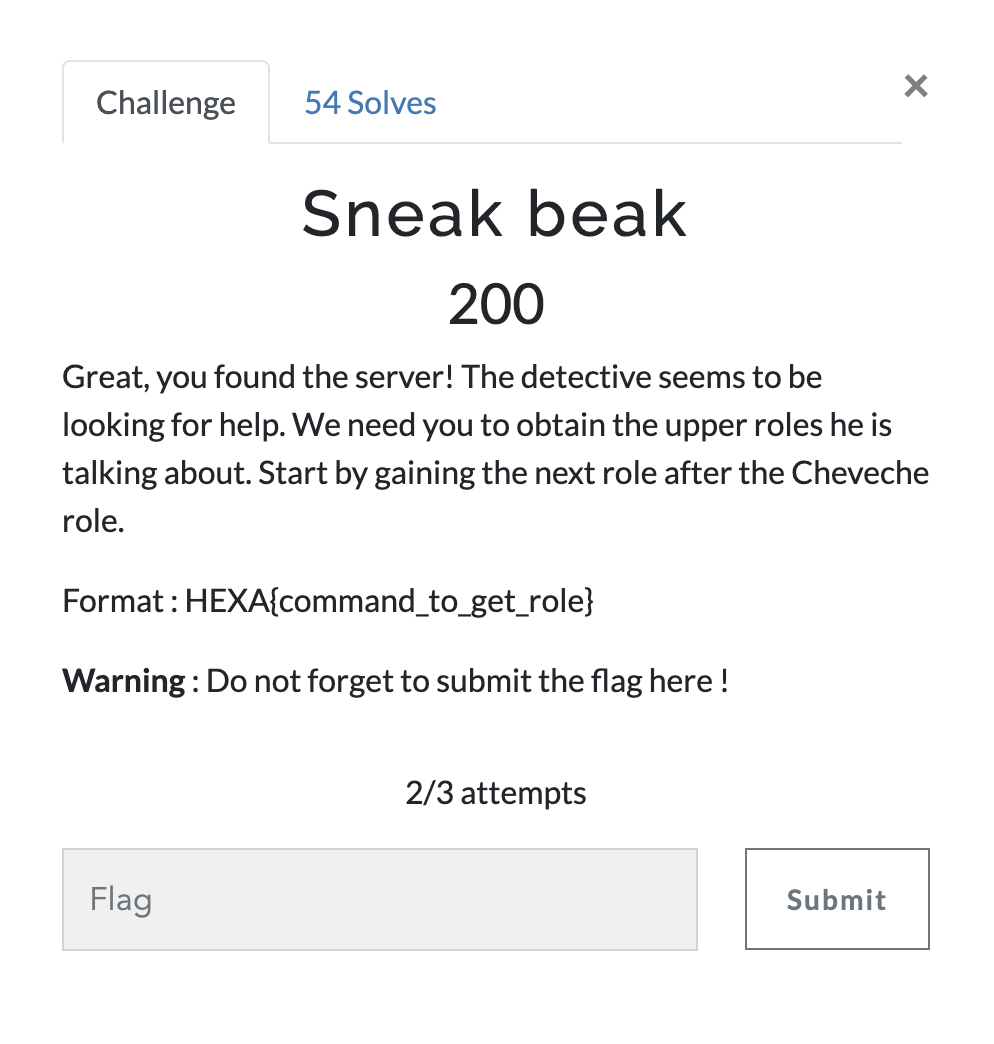 Challenge
54 Solves
×
Sneak beak
200
Great, you found the server! The detective seems to be
looking for help. We need you to obtain the upper roles he is
talking about. Start by gaining the next role after the Cheveche
role.
Format : HEXA{command_to_get_role}
Warning : Do not forget to submit the flag here !
2/3 attempts
Flag
Submit